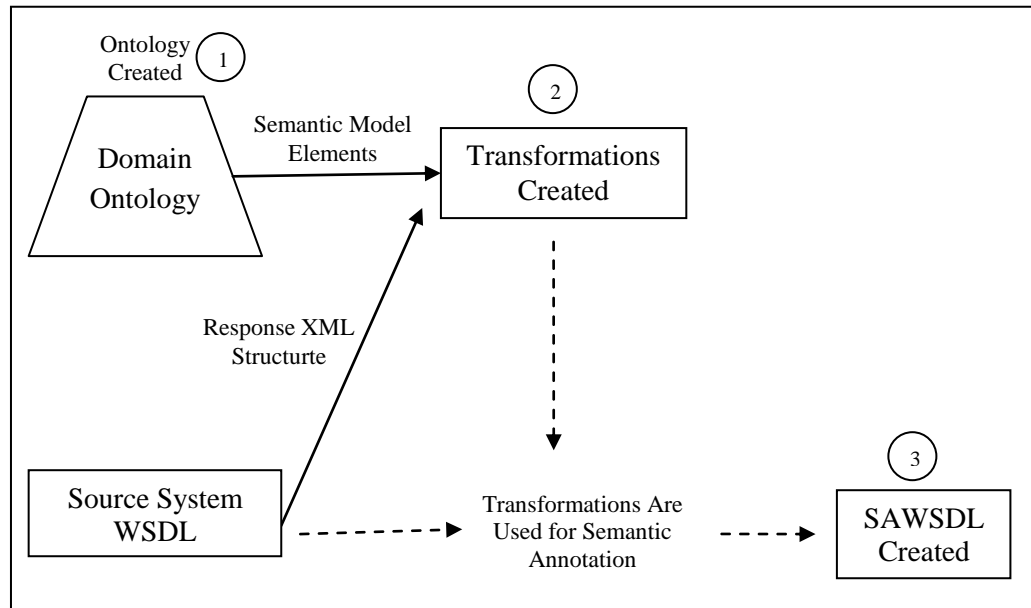 Ontology
Created
1
2
Semantic Model
Elements
Transformations
Created
Domain
Ontology
Response XML
Structurte
3
Source System
WSDL
Transformations Are
Used for Semantic
Annotation
SAWSDL
Created